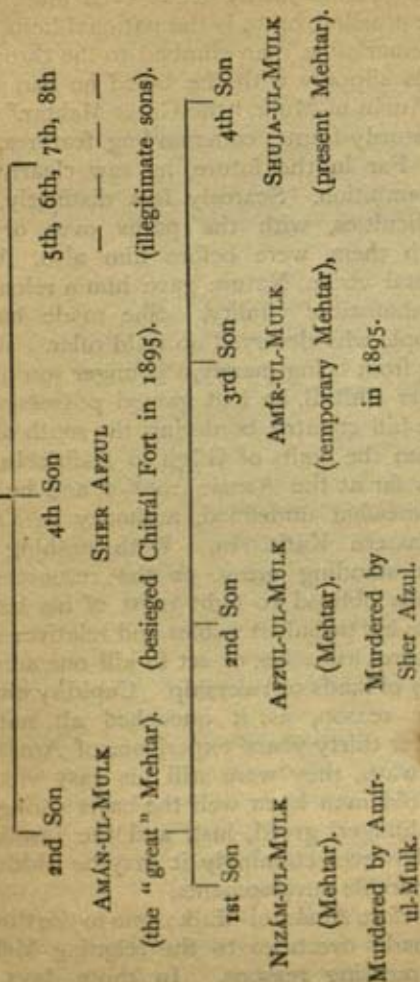 2nd Son 4th Son 5th, 6th, 7th, 8th
AMÁN-UL-MULK SHER AFZUL — — — —
(the "great" Mehtar). (besieged Chitrál Fort in 1895). (illegitimate sons).
1st Son 2nd Son 3rd Son 4th Son
NIZÁM-UL-MULK AFZUL-UL-MULK AMÍR-UL-MULK SHUJA-UL-MULK
(Mehtar). (Mehtar). (temporary Mehtar), (present Mehtar).
Murdered by Amír- Murdered by in 1895.
ul-Mulk. Sher Afzul.